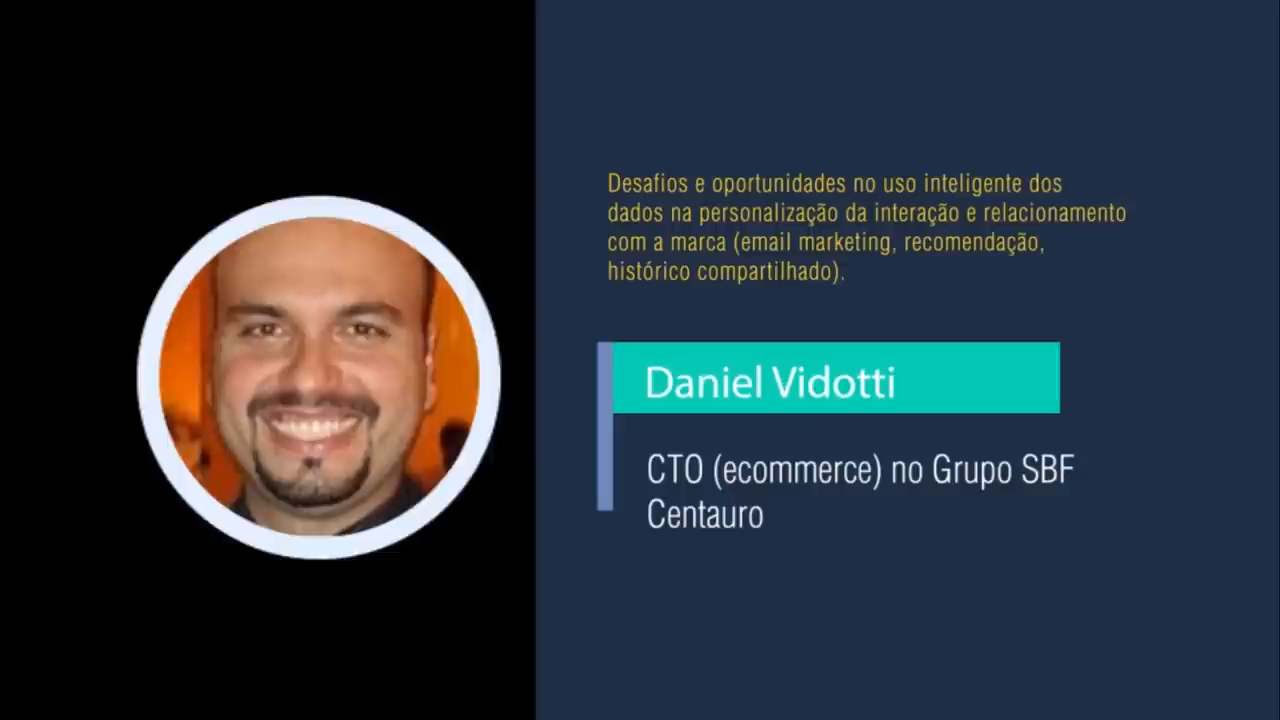 Desafios e oportunidades no uso inteligente dos
dados na personalização da interação e relacionamento
com a marca (email marketing, recomendação,
histórico compartilhado).
Daniel Vidotti
CTO (ecommerce) no Grupo SBF
Centauro